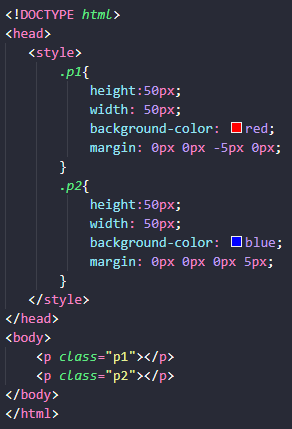 <!DOCTYPE html>
<head>
    <style>
        .p1{
            height:50px;
            width: 50px;
            background-color: red;
            margin: 0px 0px -5px 0px;
        }
        .p2{
            height:50px;
            width: 50px;
            background-color: blue;
            margin: 0px 0px 0px 5px;
        }
    </style>
</head>
<body>
    <p class="p1"></p>
    <p class="p2"></p>
</body>
</html>